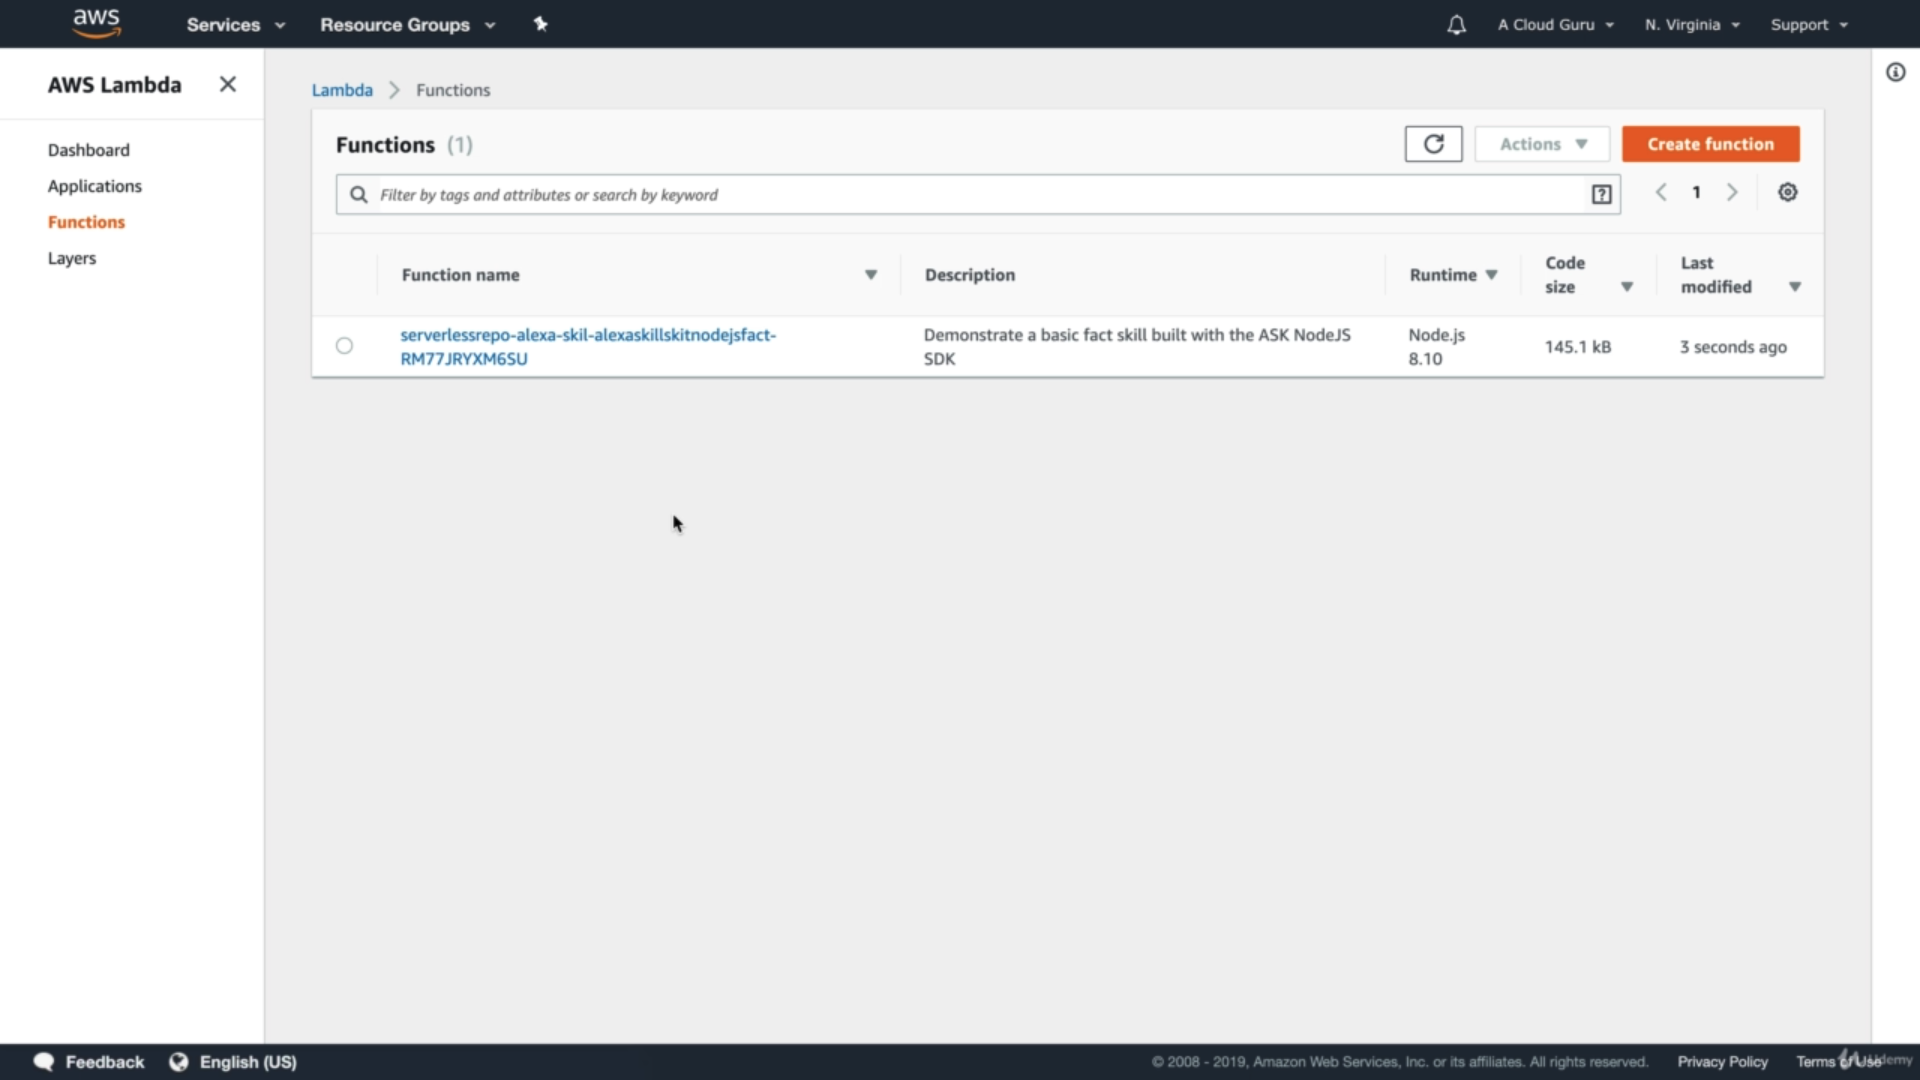 aws Services Resource Groups A Cloud Guru N. Virginia Support
AWS Lambda
Dashboard
Applications
Functions
Layers
Lambda > Functions
Functions (1)
Actions
Create function
Filter by tags and attributes or search by keyword
1
Function name
Description
Runtime
Code
size
Last
modified
serverlessrepo-alexa-skil-alexaskillskitnodejsfact-
RM77JRYXM6SU
Demonstrate a basic fact skill built with the ASK NodeJS
SDK
Node.js
8.10
145.1 kB
3 seconds ago
Feedback English (US) © 2008 - 2019, Amazon Web Services, Inc. or its affiliates. All rights reserved. Privacy Policy Terms of Use